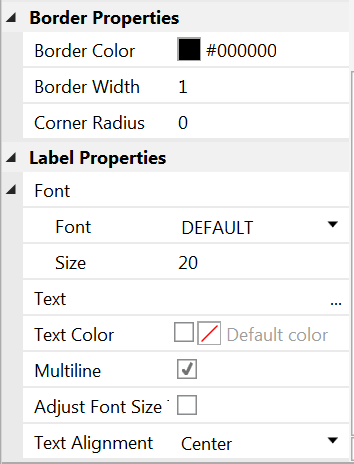 Border Properties
Border Color #000000
Border Width 1
Corner Radius 0
Label Properties
Font
Font DEFAULT
Size 20
Text ...
Text Color Default color
Multiline
Adjust Font Size
Text Alignment Center